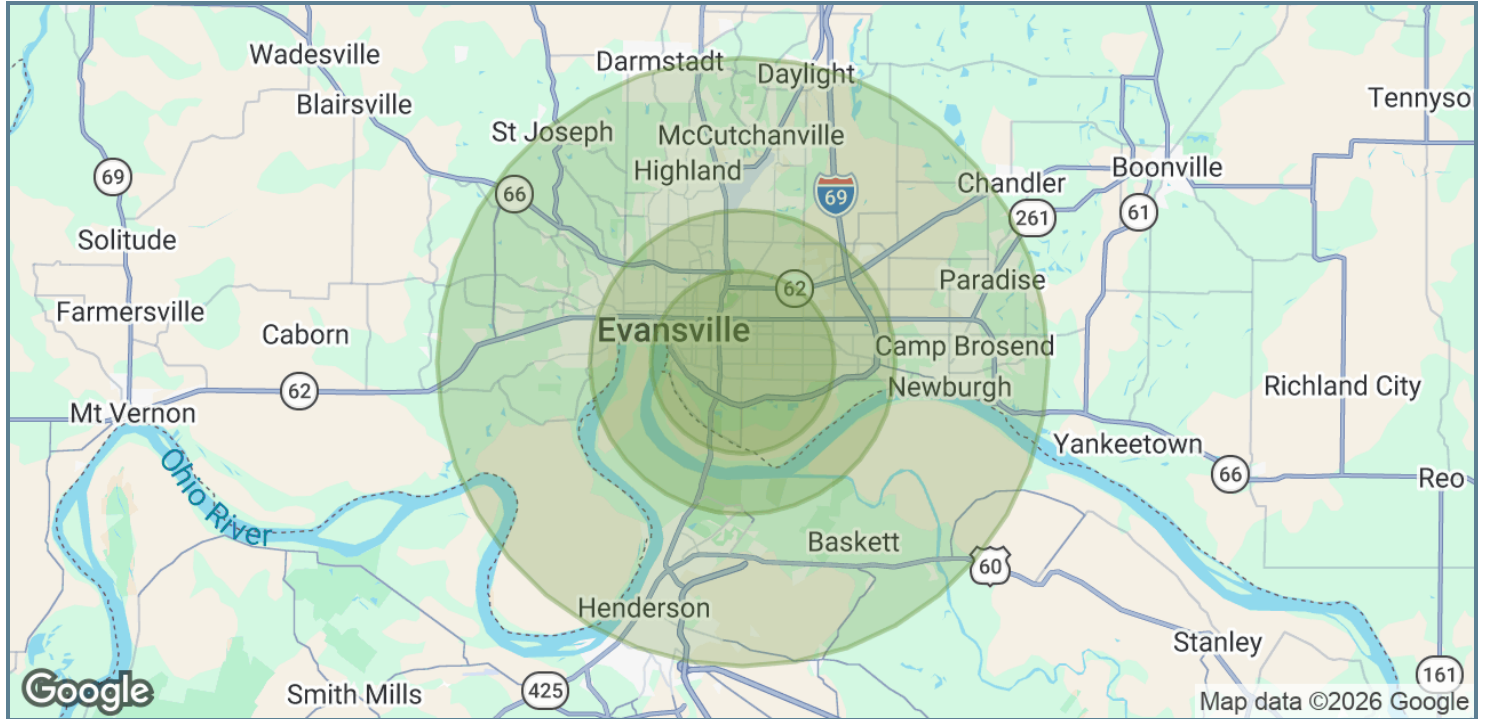 Wadesville
Darmstadt
Daylight
Blairsville
Tennyso
St Joseph
McCutchanville
Highland
Boonville
69
66
69
Chandler
261
61
Solitude
Paradise
62
Farmersville
Caborn
Evansville
Camp Brosend
62
Newburgh
Richland City
Mt Vernon
Yankeetown
66
Reo
Ohio River
Baskett
60
Henderson
Stanley
Smith Mills
425
161
Google
Map data ©2026 Google